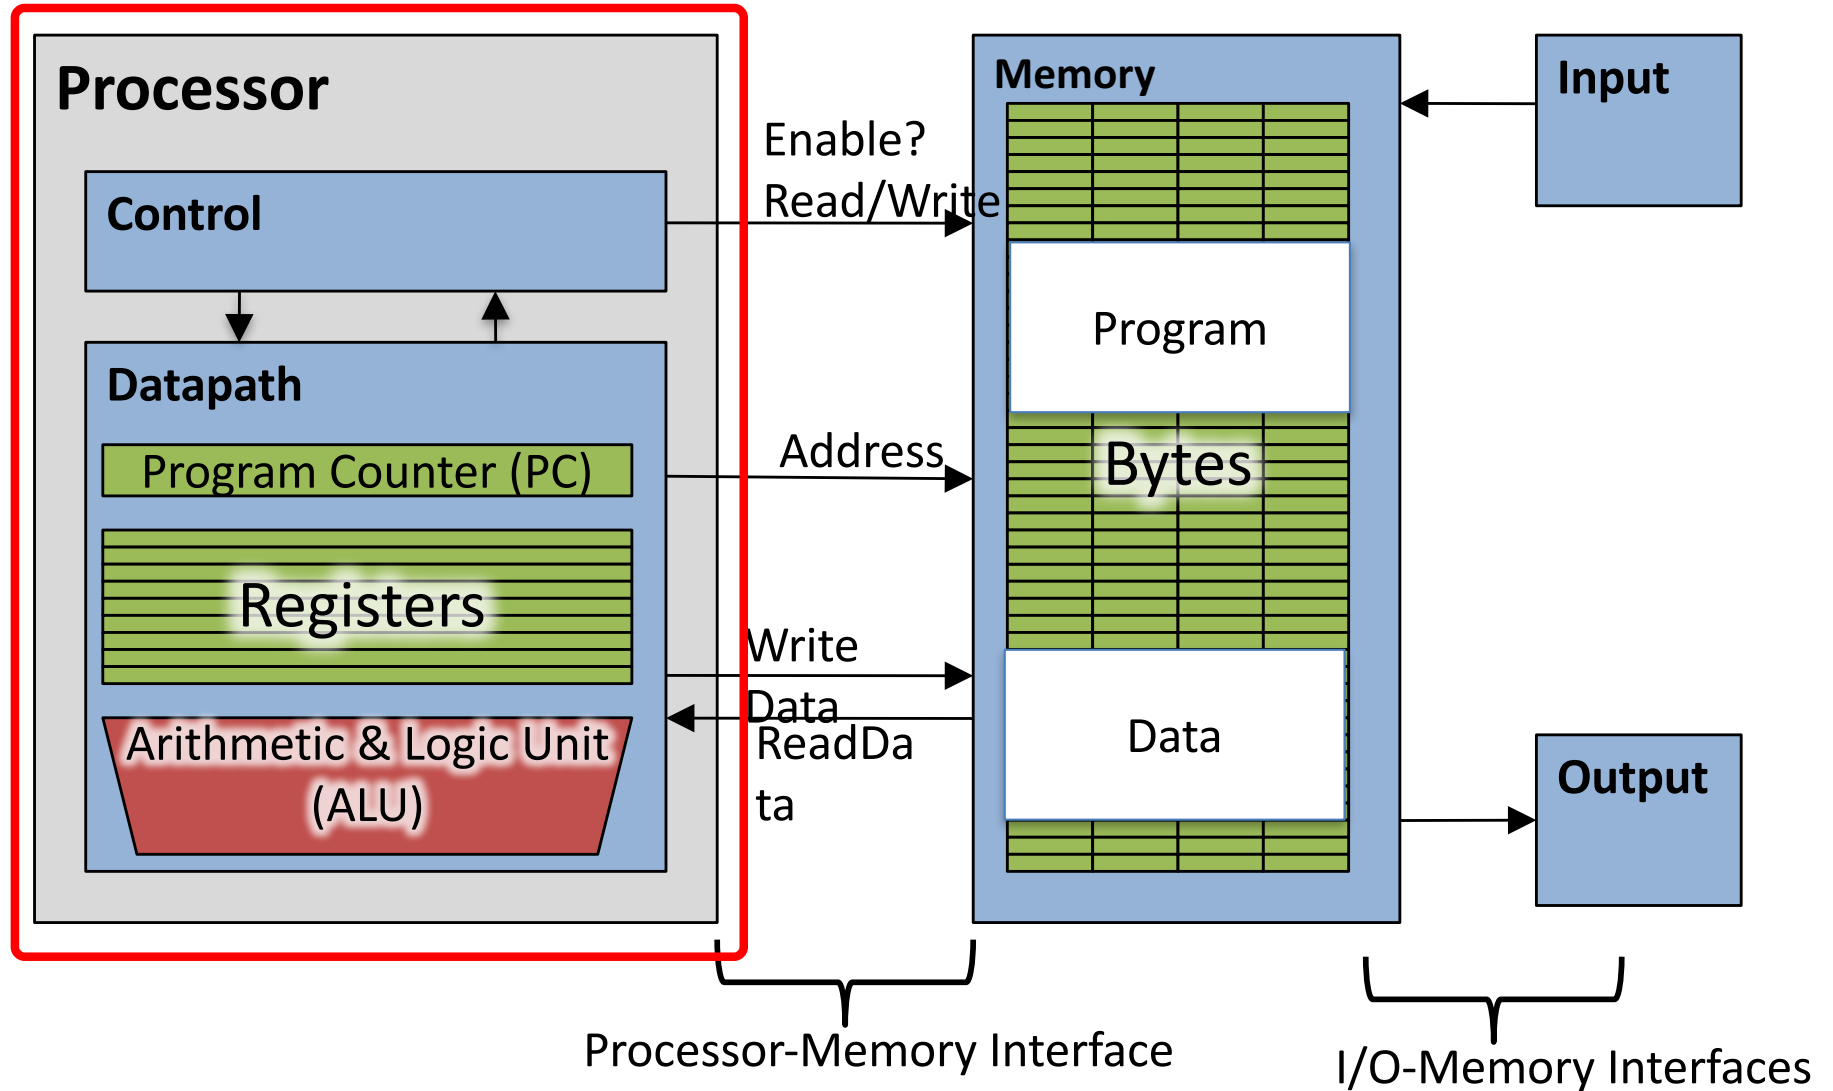 Processor
Control
Datapath
Program Counter (PC)
Registers
Arithmetic & Logic Unit
(ALU)
Enable?
Read/Write
Address
Write
Data
ReadDa
ta
Memory
Program
Bytes
Data
Input
Output
Processor-Memory Interface
I/O-Memory Interfaces